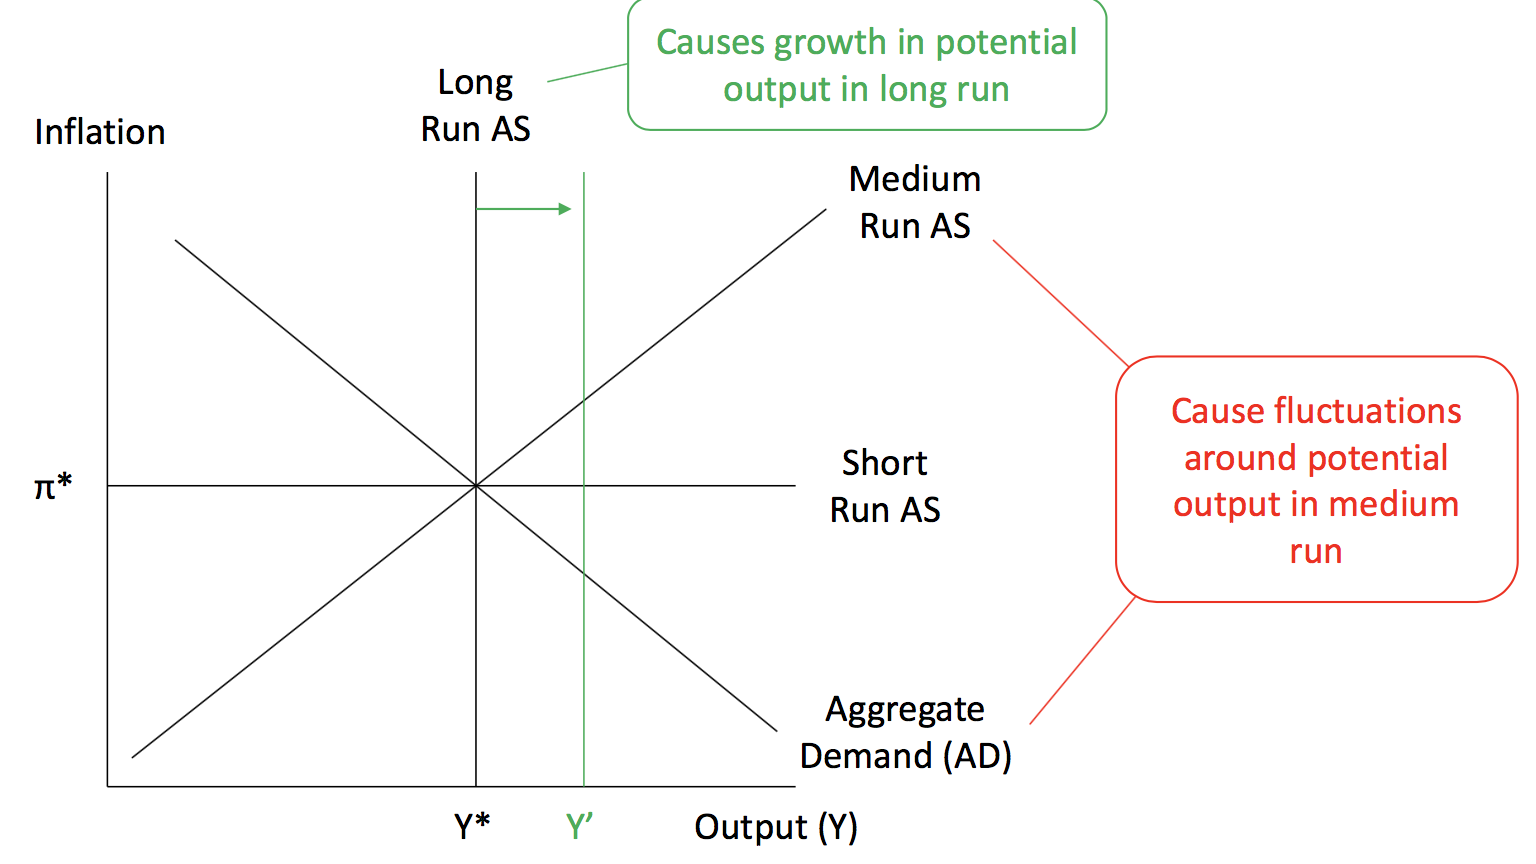 Causes growth in potential
output in long run
Long
Run AS
Inflation
Medium
Run AS
Cause fluctuations
around potential
output in medium
run
Short
Run AS
π*
Aggregate
Demand (AD)
Y*
Y’
Output (Y)